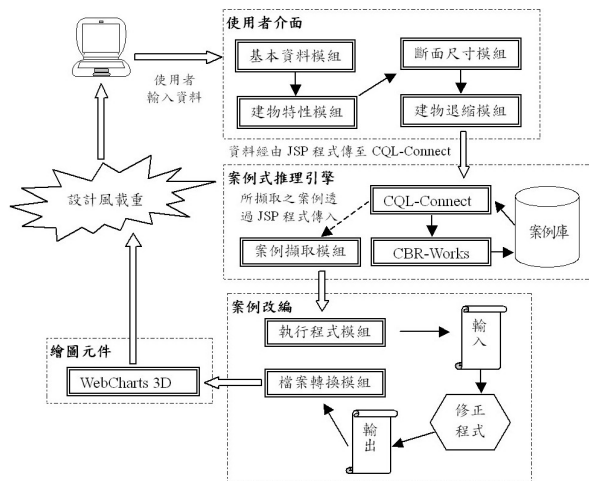 使用者介面
基本資料模組
斷面尺寸模組
使用者
輸入資料
建物特性模組
建物退縮模組
資料經由 JSP 程式傳至 CQL-Connect
案例式推理引擎
所擷取之案例透
過 JSP 程式傳入
CQL-Connect
案例庫
案例擷取模組
CBR-Works
設計風載重
案例改編
執行程式模組
輸
入
繪圖元件
WebCharts 3D
檔案轉換模組
修正
程式
輸
出